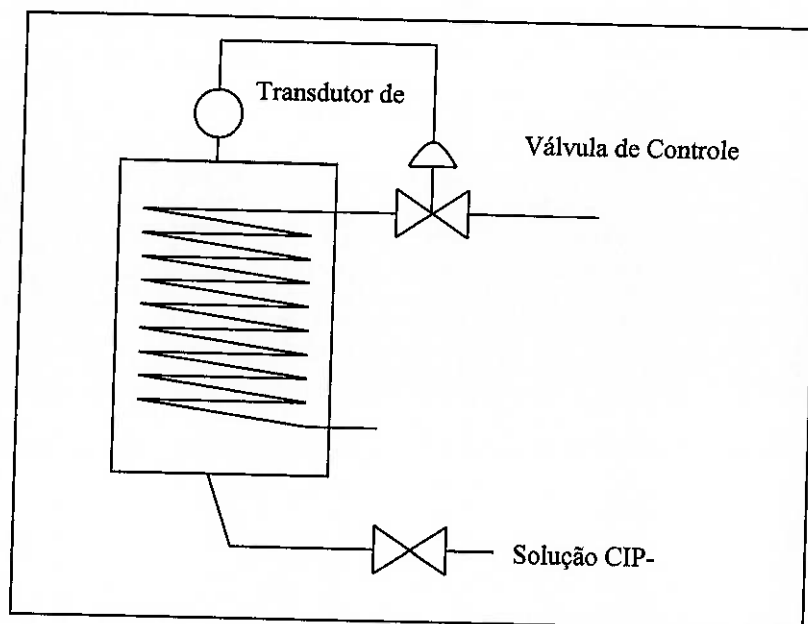 Transdutor de
Válvula de Controle
Solução CIP-